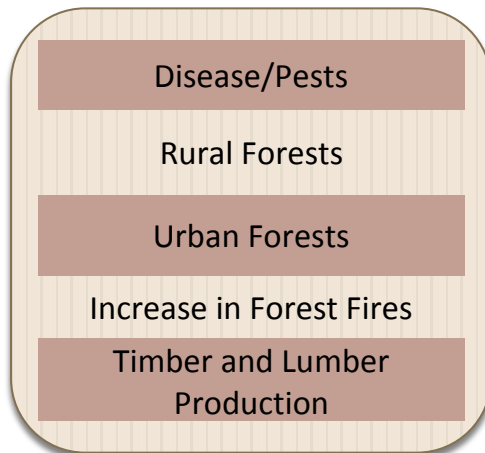 Disease/Pests
Rural Forests
Urban Forests
Increase in Forest Fires
Timber and Lumber
Production